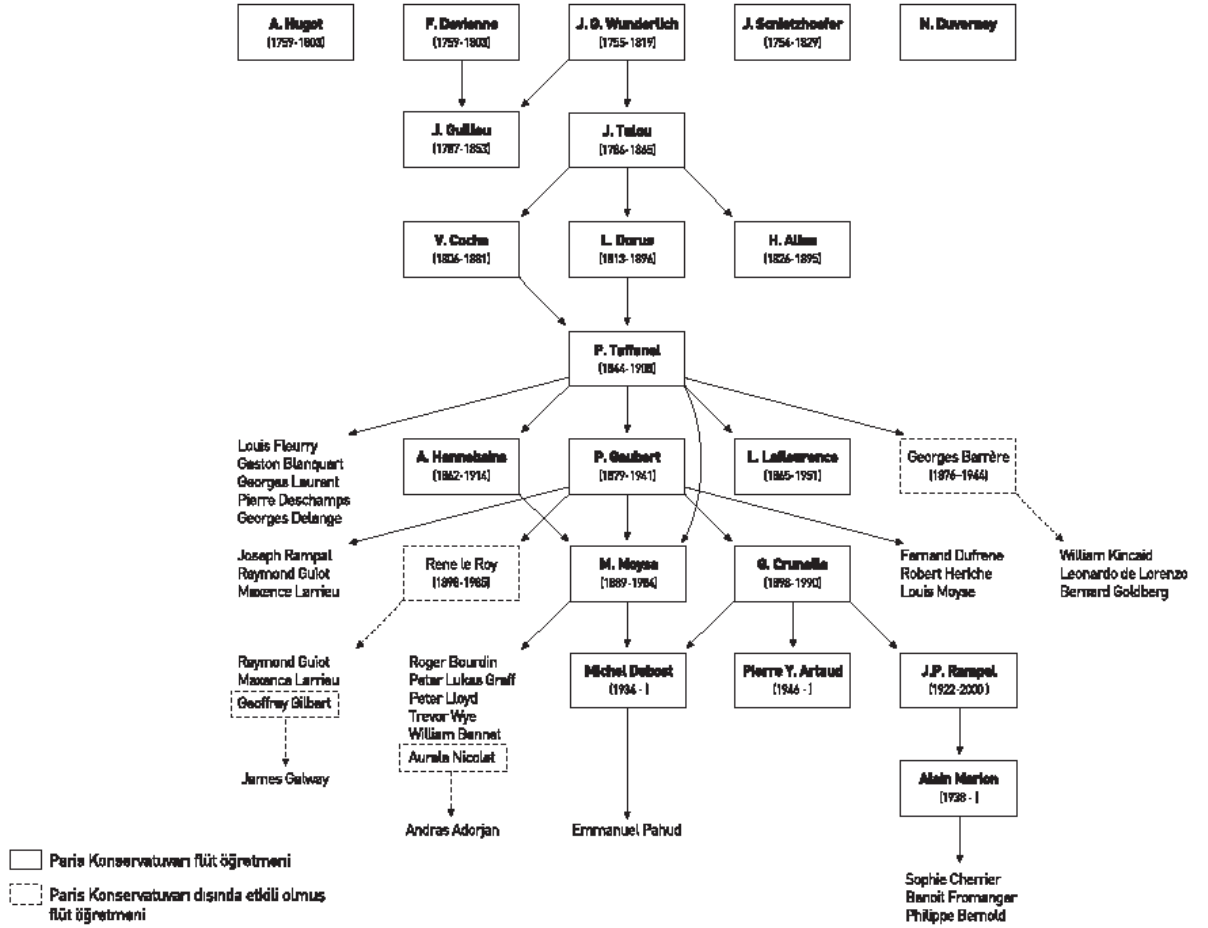 A. Hugot
(1759-1803)
F. Devienne
(1759-1803)
J. G. Wunderlich
(1755-1819)
J. Schietzhoefer
(1756-1829)
N. Duverney
J. Guillou
(1787-1853)
J. Tulou
(1786-1865)
V. Coche
(1806-1881)
L. Dorus
(1813-1896)
H. Altes
(1826-1895)
P. Taffanel
(1844-1908)
Louis Fleurry
Gaston Blanquart
Georges Laurent
Pierre Deschamps
Georges Delange
A. Hennebains
(1862-1914)
P. Gaubert
(1879-1941)
L. Lafleurence
(1865-1951)
Georges Barrère
(1876-1944)
Joseph Rampal
Raymond Guiot
Maxence Larrieu
Rene le Roy
(1898-1985)
M. Moyse
(1889-1984)
G. Crunelle
(1898-1990)
Fernand Dufrene
Robert Heriche
Louis Moyse
William Kincaid
Leonardo de Lorenzo
Bernard Goldberg
Raymond Guiot
Maxence Larrieu
Geoffrey Gilbert
Roger Bourdin
Peter Lukas Graff
Peter Lloyd
Trevor Wye
William Bennet
Aurele Nicolet
Michel Debost
(1934 - )
Pierre Y. Artaud
(1946 - )
J.P. Rampal
(1922-2000)
James Galway
Alain Marion
(1938 - )
Andras Adorjan
Emmanuel Pahud
Paris Konservatuvarı flüt öğretmeni
Paris Konservatuvarı dışında etkili olmuş
flüt öğretmeni
Sophie Cherrier
Benoit Fromanger
Philippe Bernold